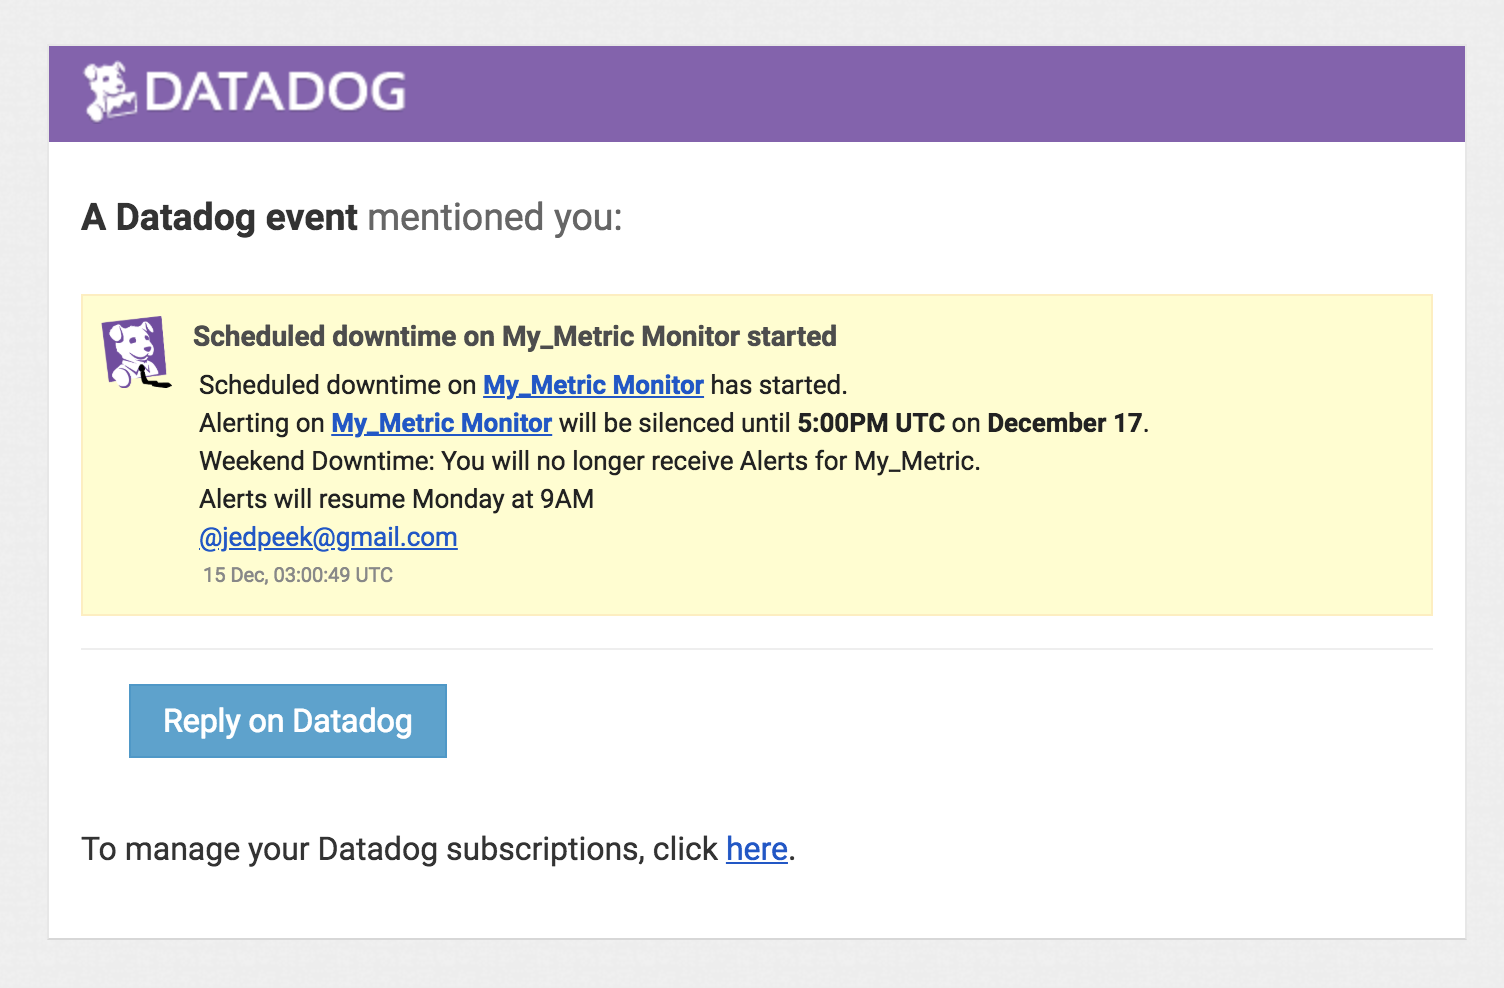 DATADOG
A Datadog event mentioned you:
Scheduled downtime on My_Metric Monitor started
Scheduled downtime on My_Metric Monitor has started.
Alerting on My_Metric Monitor will be silenced until 5:00PM UTC on December 17.
Weekend Downtime: You will no longer receive Alerts for My_Metric.
Alerts will resume Monday at 9AM
@jedpeek@gmail.com
15 Dec, 03:00:49 UTC
Reply on Datadog
To manage your Datadog subscriptions, click here.